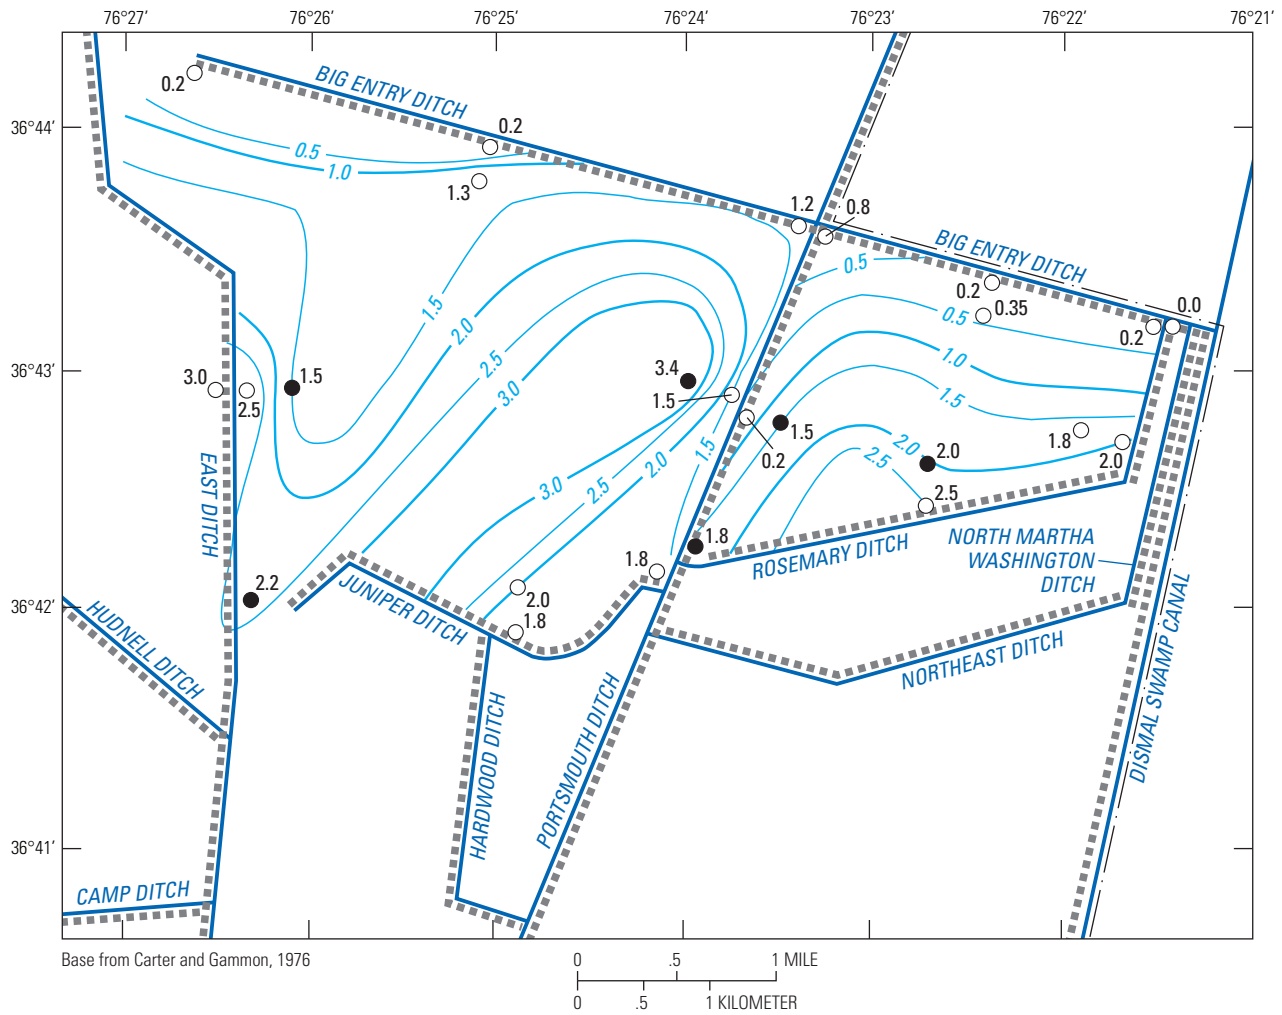 76°27′ 76°26′ 76°25′ 76°24′ 76°23′ 76°22′ 76°21′
BIG ENTRY DITCH
0.2
36°44′
0.2
0.5
1.0
1.3
1.2
0.8
BIG ENTRY DITCH
0.5
0.2
0.35
0.0
0.2
0.5
1.5
2.0
2.5
3.0
1.0
1.5
36°43′
3.0
2.5
1.5
3.4
1.5
0.2
1.5
1.5
2.0
2.0
2.5
1.8
2.0
2.5
EAST DITCH
3.0
2.5
2.0
1.8
1.8
ROSEMARY DITCH
NORTH MARTHA
WASHINGTON
DITCH
36°42′
2.2
JUNIPER DITCH
2.0
1.8
HUDNELL DITCH
NORTHEAST DITCH
DISMAL SWAMP CANAL
HARDWOOD DITCH
PORTSMOUTH DITCH
36°41′
CAMP DITCH
Base from Carter and Gammon, 1976
0 .5 1 MILE
0 .5 1 KILOMETER